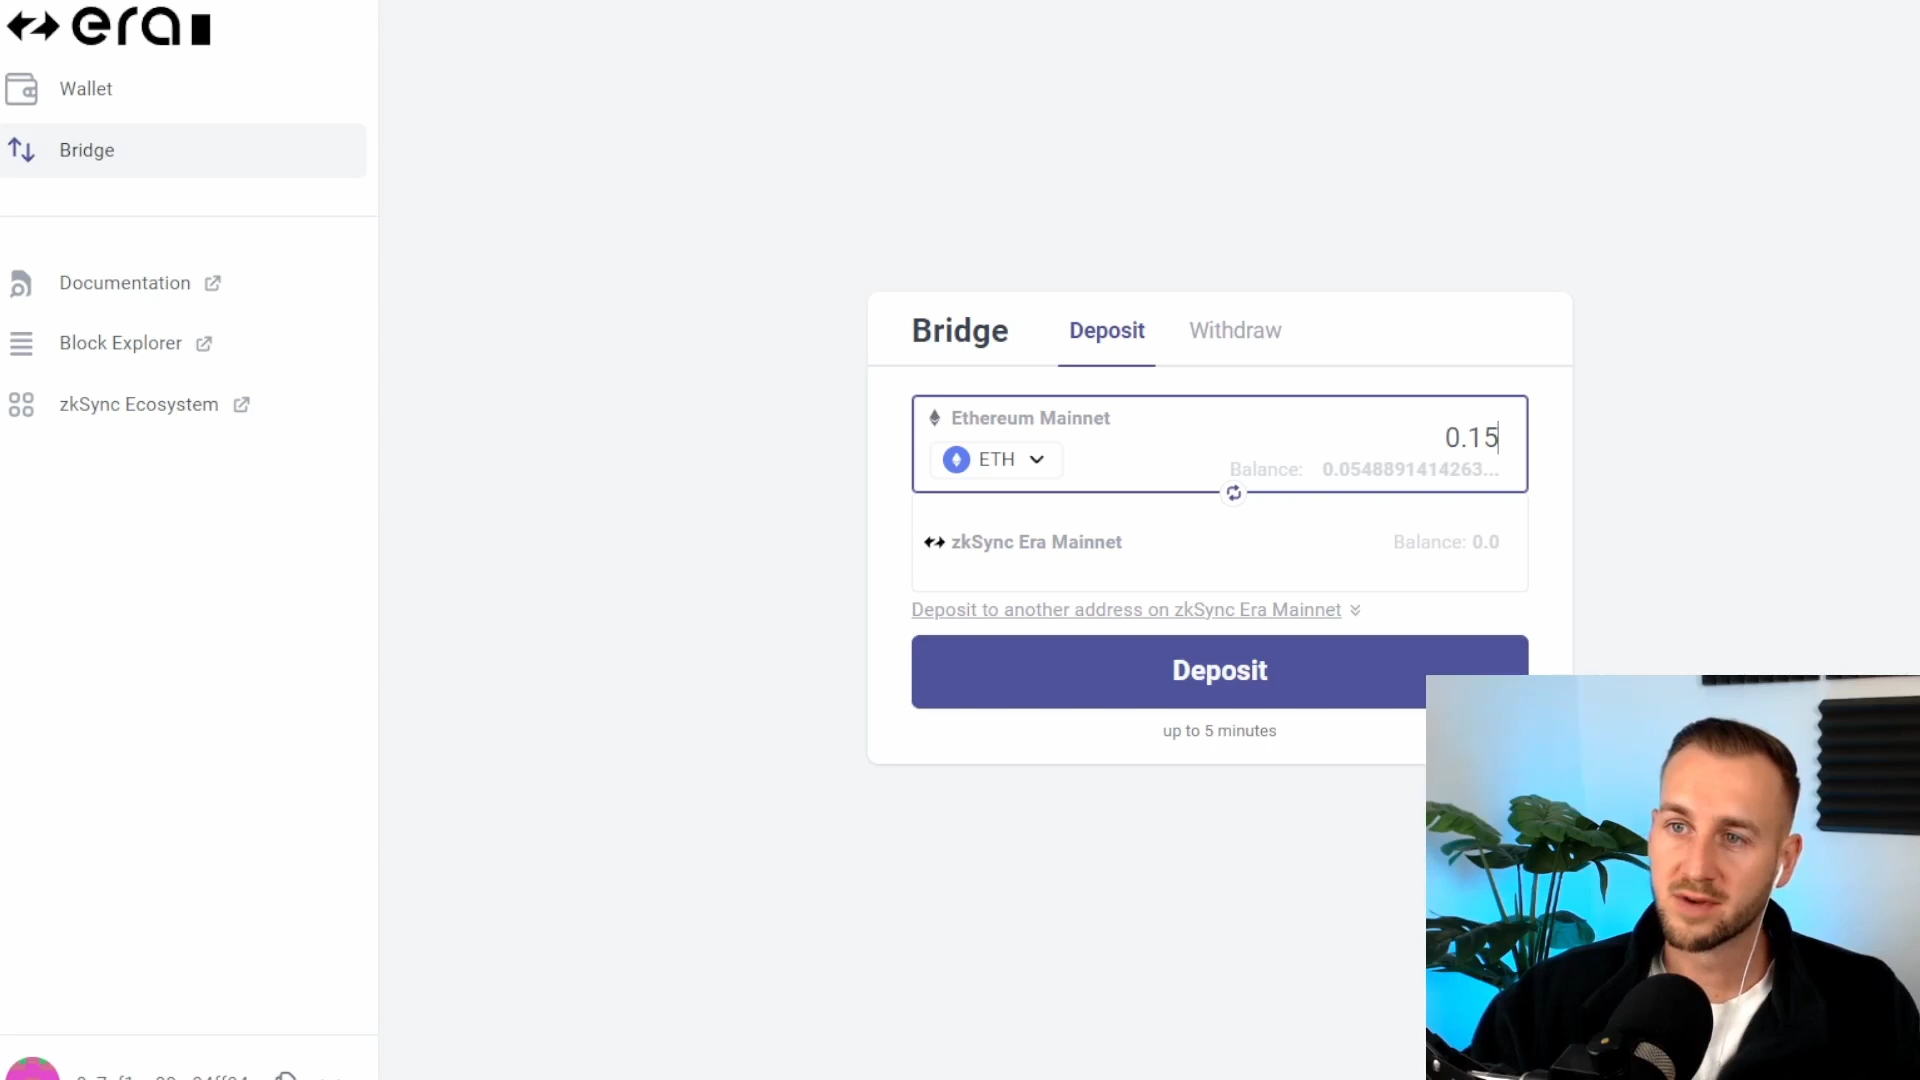 era
Wallet
Bridge
Documentation
Block Explorer
zkSync Ecosystem
Bridge Deposit Withdraw
Ethereum Mainnet
0.15
ETH
Balance: 0.0548891414263...
zkSync Era Mainnet Balance: 0.0
Deposit to another address on zkSync Era Mainnet
Deposit
up to 5 minutes